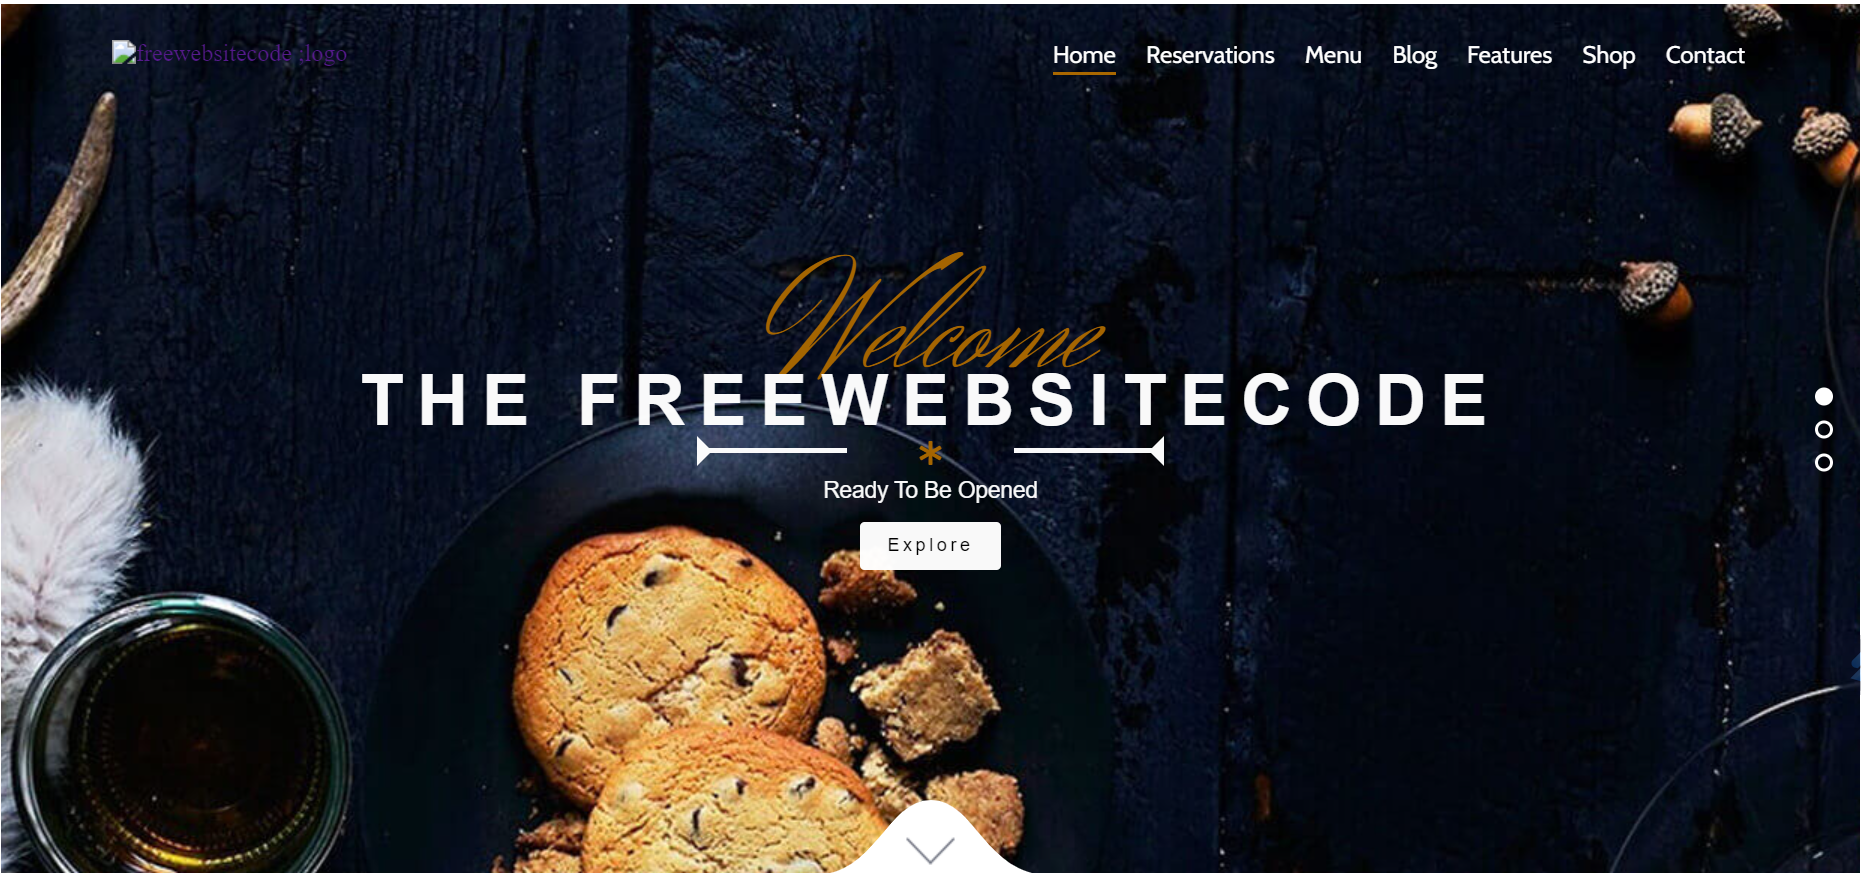 freewebsitecode ;logo
Home Reservations Menu Blog Features Shop Contact
Welcome
THE FREEWEBSITECODE
*
Ready To Be Opened
Explore